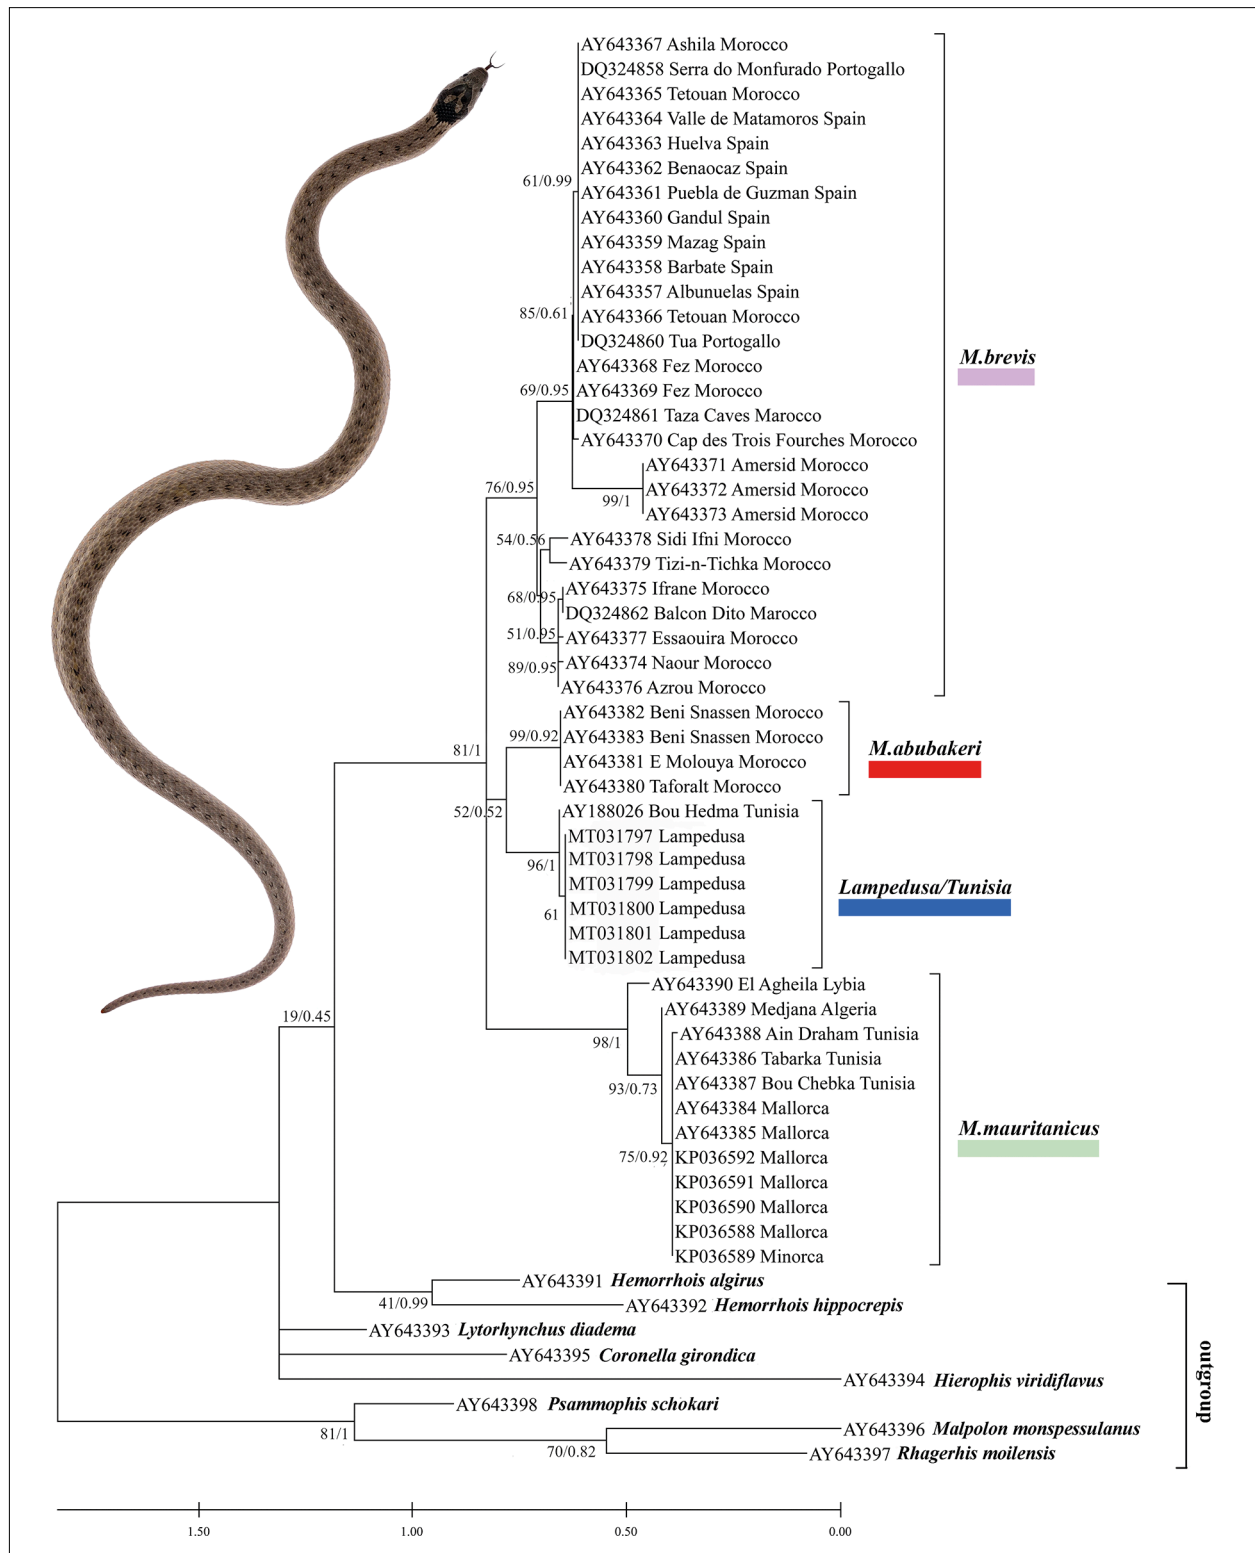 AY643367 Ashila Morocco
DQ324858 Serra do Monfurado Portogallo
AY643365 Tetouan Morocco
AY643364 Valle de Matamoros Spain
AY643363 Huelva Spain
AY643362 Benaocaz Spain
61/0.99
AY643361 Puebla de Guzman Spain
AY643360 Gandul Spain
AY643359 Mazag Spain
AY643358 Barbate Spain
AY643357 Albunuelas Spain
85/0.61
AY643366 Tetouan Morocco
DQ324860 Tua Portogallo
M.brevis
AY643368 Fez Morocco
69/0.95
AY643369 Fez Morocco
DQ324861 Taza Caves Marocco
AY643370 Cap des Trois Fourches Morocco
AY643371 Amersid Morocco
76/0.95
AY643372 Amersid Morocco
99/1
AY643373 Amersid Morocco
54/0.56
AY643378 Sidi Ifni Morocco
AY643379 Tizi-n-Tichka Morocco
AY643375 Ifrane Morocco
68/0.95
DQ324862 Balcon Dito Marocco
51/0.95
AY643377 Essaouira Morocco
89/0.95
AY643374 Naour Morocco
AY643376 Azrou Morocco
AY643382 Beni Snassen Morocco
99/0.92
AY643383 Beni Snassen Morocco
81/1
M.abubakeri
AY643381 E Molouya Morocco
AY643380 Taforalt Morocco
52/0.52
AY188026 Bou Hedma Tunisia
MT031797 Lampedusa
96/1
MT031798 Lampedusa
MT031799 Lampedusa
Lampedusa/Tunisia
61
MT031800 Lampedusa
MT031801 Lampedusa
MT031802 Lampedusa
AY643390 El Agheila Lybia
19/0.45
AY643389 Medjana Algeria
98/1
AY643388 Ain Draham Tunisia
AY643386 Tabarka Tunisia
93/0.73
AY643387 Bou Chebka Tunisia
AY643384 Mallorca
M.mauritanicus
AY643385 Mallorca
75/0.92
KP036592 Mallorca
KP036591 Mallorca
KP036590 Mallorca
KP036588 Mallorca
KP036589 Minorca
AY643391 Hemorrhois algirus
41/0.99
AY643392 Hemorrhois hippocrepis
AY643393 Lytorhynchus diadema
AY643395 Coronella girondica
AY643394 Hierophis viridiflavus
outgroup
AY643398 Psammophis schokari
81/1
AY643396 Malpolon monspessulanus
70/0.82
AY643397 Rhagerhis moilensis
1.50
1.00
0.50
0.00